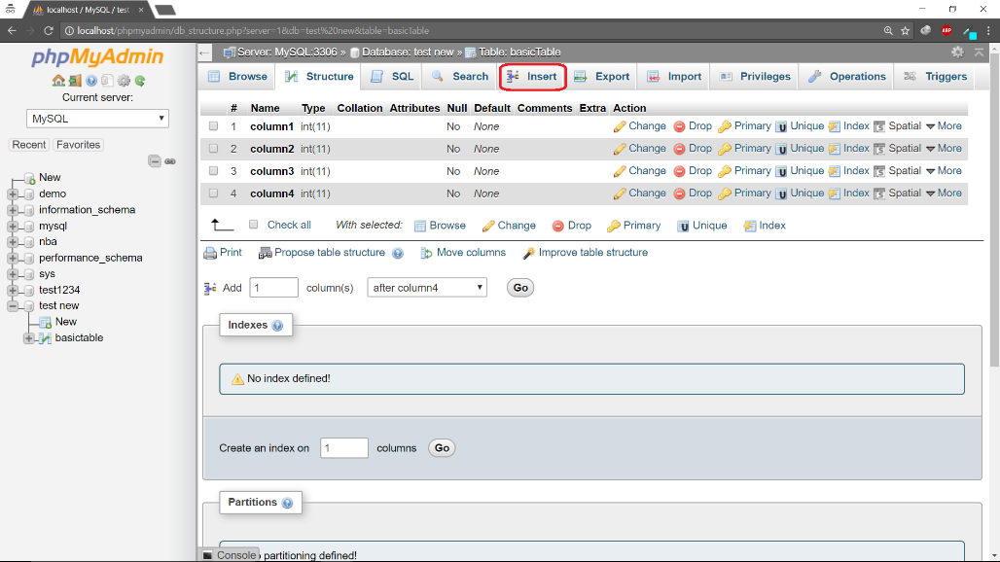 localhost / MySQL / test
localhost/phpmyadmin/db_structure.php?server=1&db=test%20new&table=basicTable
ABP
phpMyAdmin
Current server:
MySQL
Recent Favorites
New
demo
information_schema
mysql
nba
performance_schema
sys
test1234
test new
New
basictable
Server: MySQL:3306 » Database: test new » Table: basicTable
Browse Structure SQL Search Insert Export Import Privileges Operations Triggers
# Name Type Collation Attributes Null Default Comments Extra Action
1 column1 int(11) No None Change Drop Primary Unique Index Spatial More
2 column2 int(11) No None Change Drop Primary Unique Index Spatial More
3 column3 int(11) No None Change Drop Primary Unique Index Spatial More
4 column4 int(11) No None Change Drop Primary Unique Index Spatial More
Check all With selected: Browse Change Drop Primary Unique Index
Print Propose table structure Move columns Improve table structure
Add 1 column(s) after column4 Go
Indexes
No index defined!
Create an index on 1 columns Go
Partitions
Console partitioning defined!